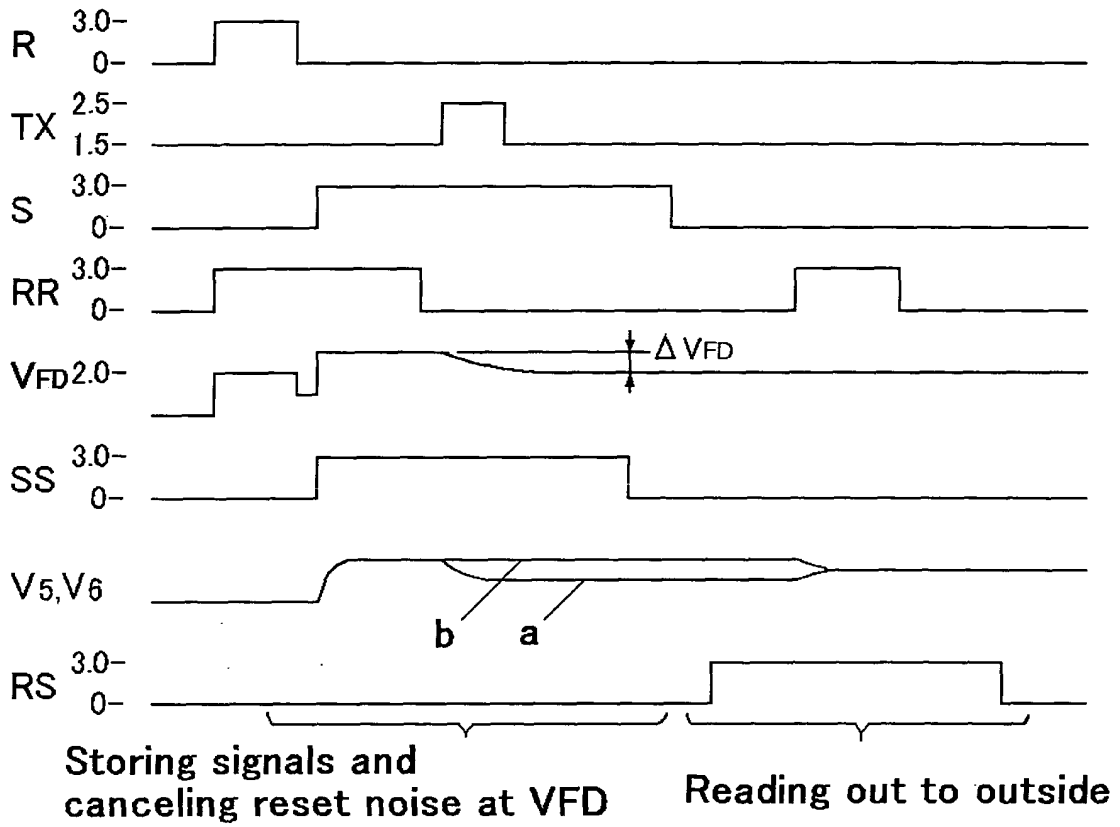 R 3.0-
0-
TX 2.5-
1.5-
S 3.0-
0-
RR 3.0-
0-
VFD 2.0-
Δ VFD
SS 3.0-
0-
V5,V6
b a
RS 3.0-
0-
Storing signals and
canceling reset noise at VFD
Reading out to outside